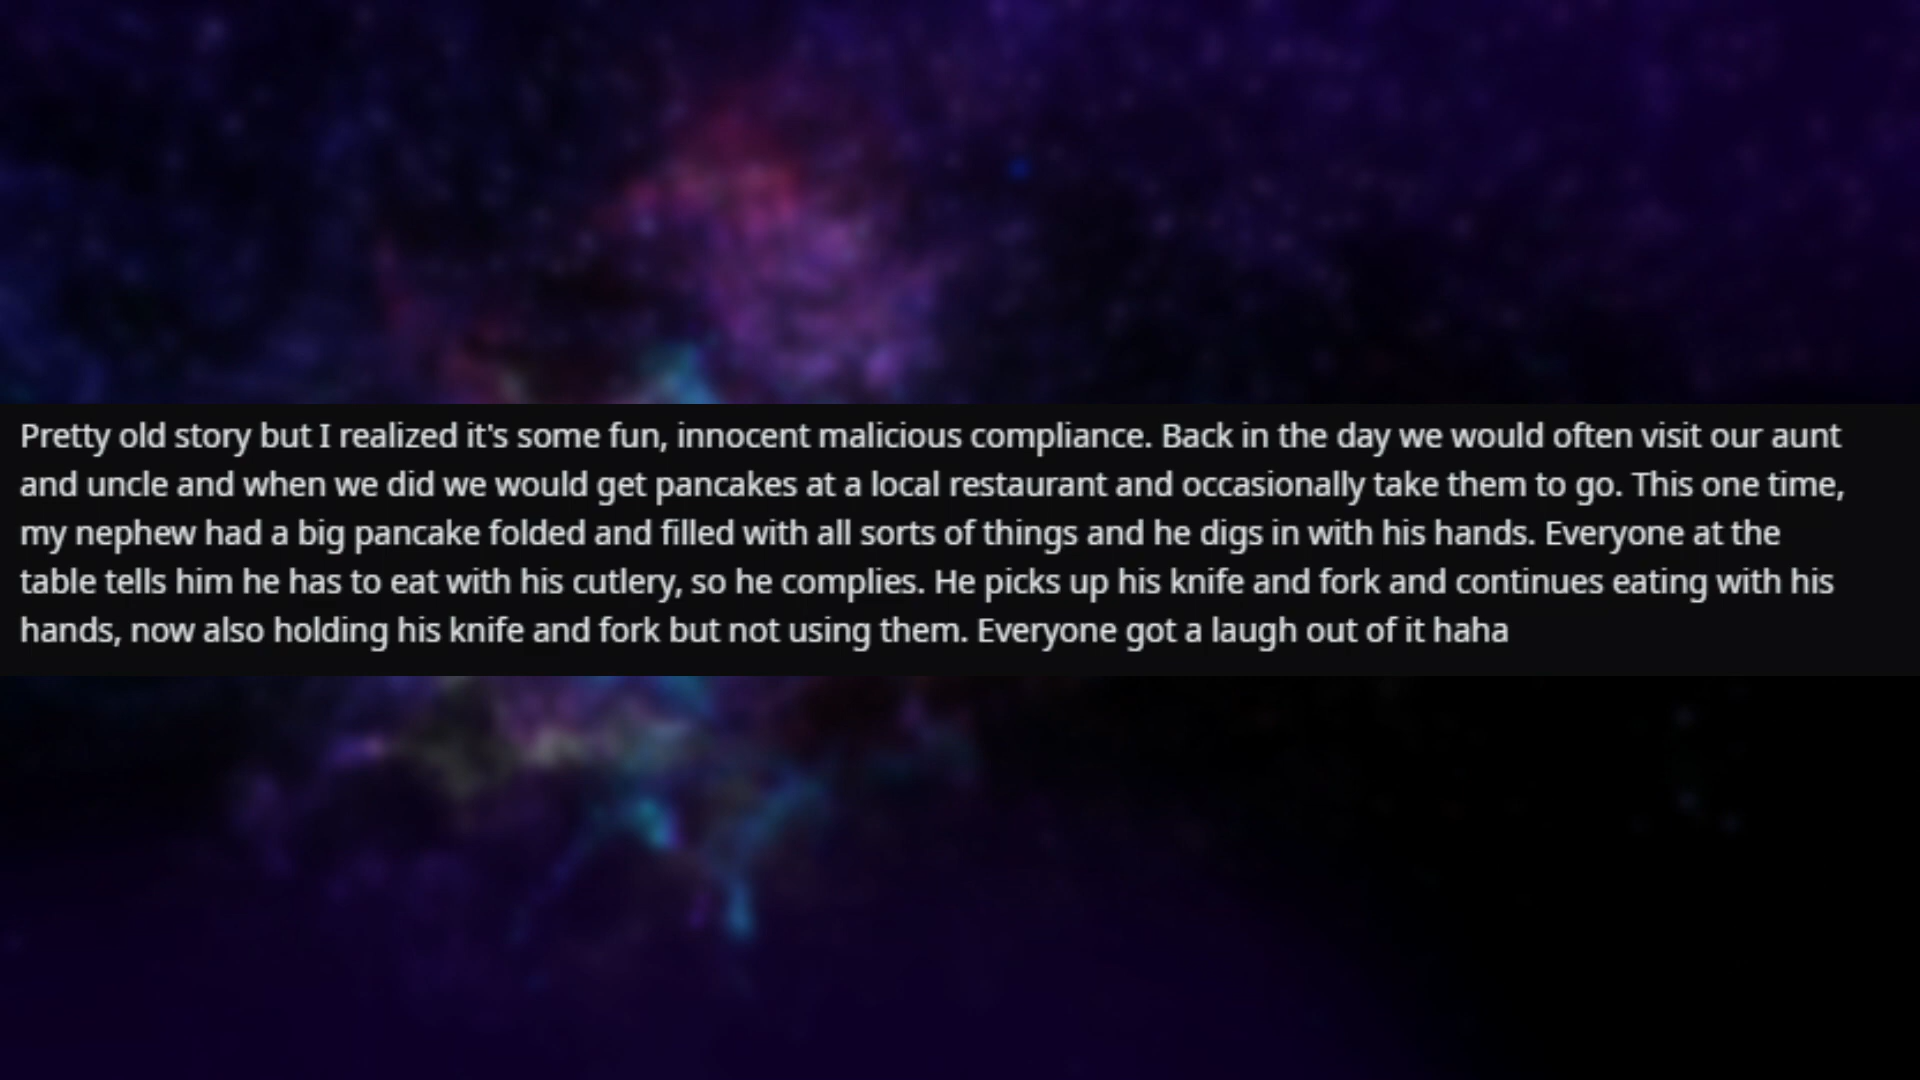 Pretty old story but I realized it's some fun, innocent malicious compliance. Back in the day we would often visit our aunt
and uncle and when we did we would get pancakes at a local restaurant and occasionally take them to go. This one time,
my nephew had a big pancake folded and filled with all sorts of things and he digs in with his hands. Everyone at the
table tells him he has to eat with his cutlery, so he complies. He picks up his knife and fork and continues eating with his
hands, now also holding his knife and fork but not using them. Everyone got a laugh out of it haha